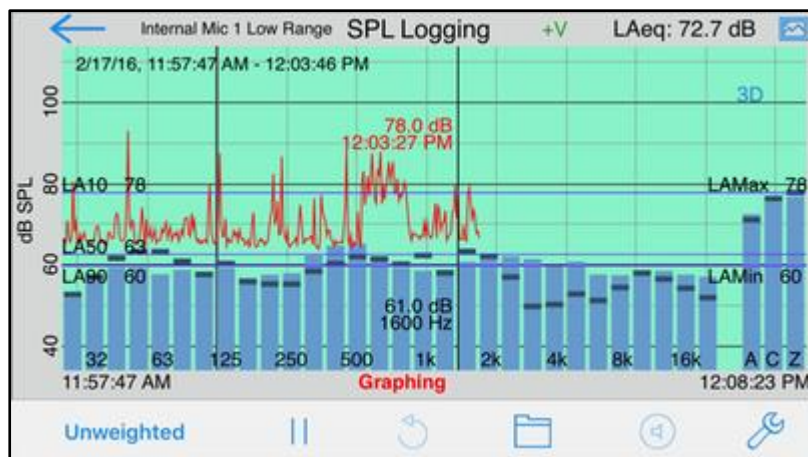 Internal Mic 1 Low Range SPL Logging +V LAeq: 72.7 dB
2/17/16, 11:57:47 AM - 12:03:46 PM
3D
100
78.0 dB
12:03:27 PM
80
LA10 78
LAMax 78
dB SPL
LA50 63
60
LA90 60
LAMin 60
61.0 dB
1600 Hz
40
32 63 125 250 500 1k 2k 4k 8k 16k A C Z
11:57:47 AM Graphing 12:08:23 PM
Unweighted